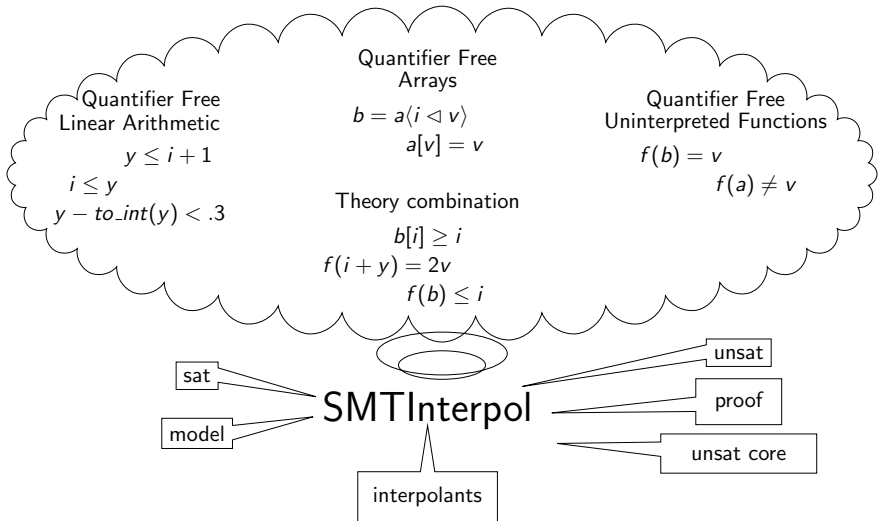 Quantifier Free
Linear Arithmetic
y ≤ i + 1
i ≤ y
y − to_int(y) < .3
Quantifier Free
Arrays
b = a⟨i ◁ v⟩
a[v] = v
Quantifier Free
Uninterpreted Functions
f(b) = v
f(a) ≠ v
Theory combination
b[i] ≥ i
f(i + y) = 2v
f(b) ≤ i
sat
model
SMTInterpol
interpolants
unsat
proof
unsat core